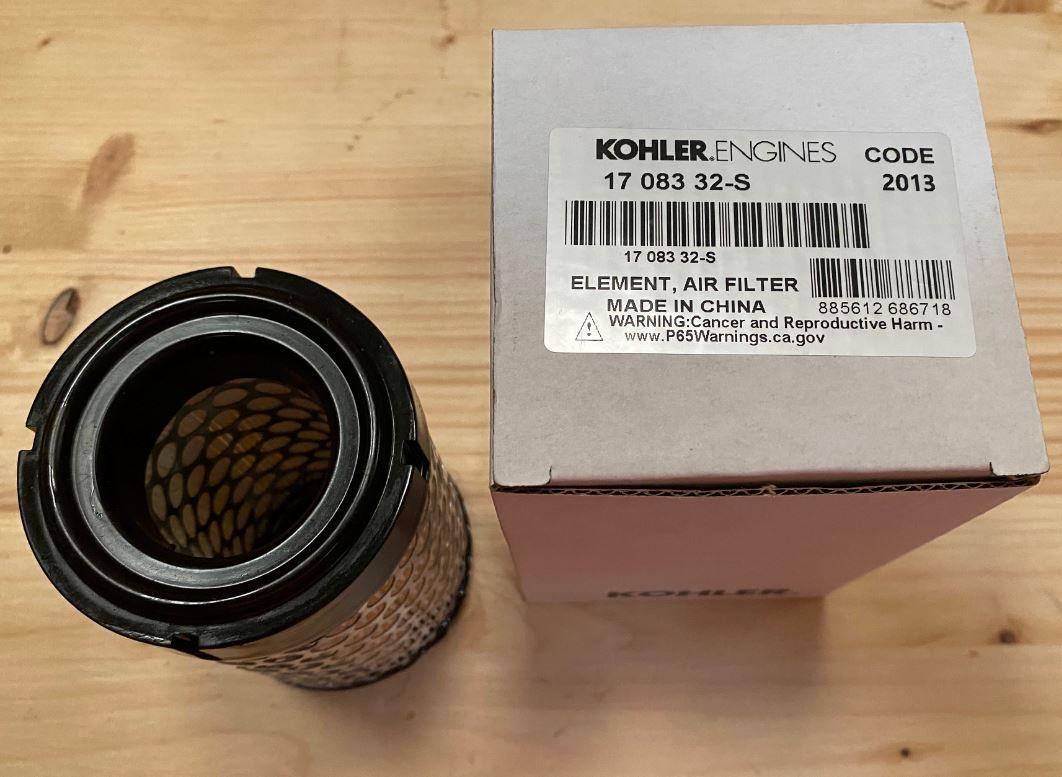 KOHLER.ENGINES CODE
17 083 32-S 2013
17 083 32-S
ELEMENT, AIR FILTER
MADE IN CHINA
885612 686718
WARNING:Cancer and Reproductive Harm -
www.P65Warnings.ca.gov
KOHLER.